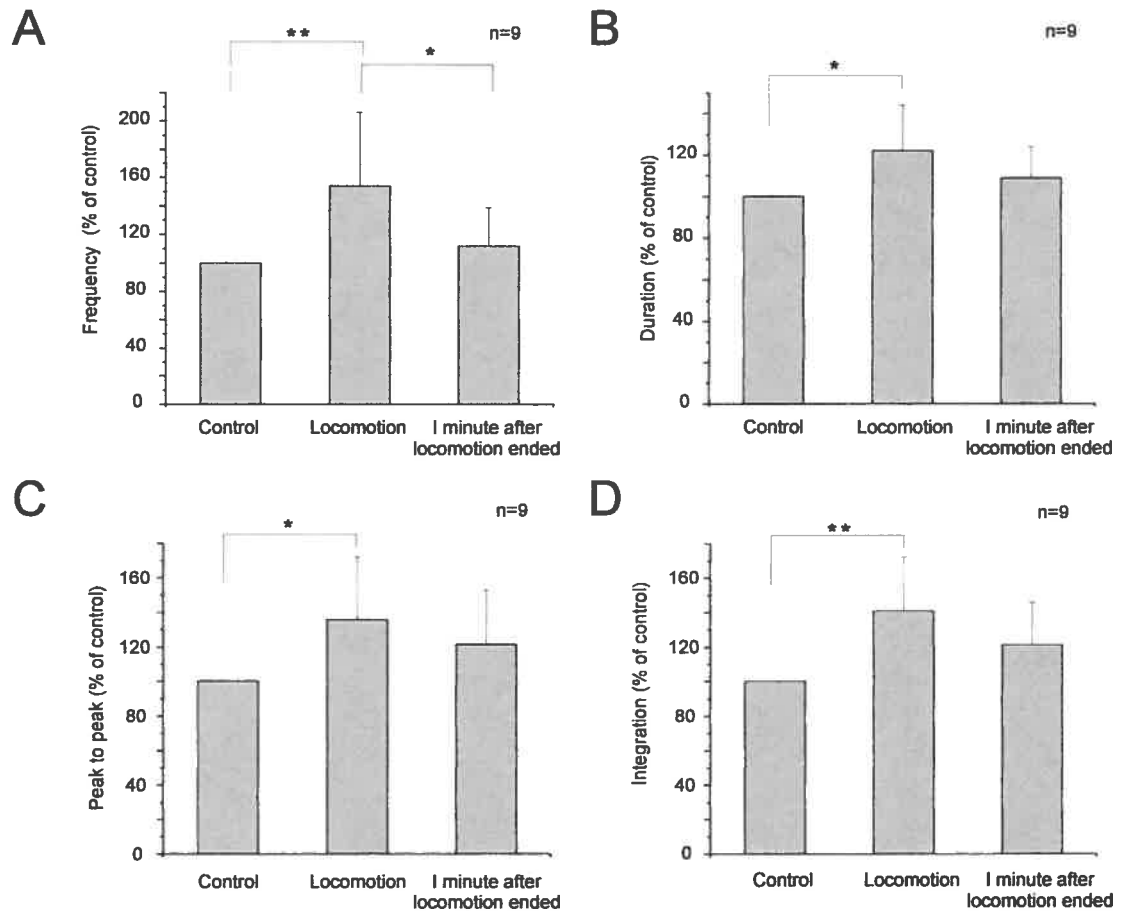 A
n=9
**
*
Frequency (% of control)
200
160
120
80
40
0
Control
Locomotion
I minute after
locomotion ended
B
n=9
*
Duration (% of control)
120
80
40
0
Control
Locomotion
I minute after
locomotion ended
C
n=9
*
Peak to peak (% of control)
160
120
80
40
0
Control
Locomotion
I minute after
locomotion ended
D
n=9
**
Integration (% of control)
160
120
80
40
0
Control
Locomotion
I minute after
locomotion ended